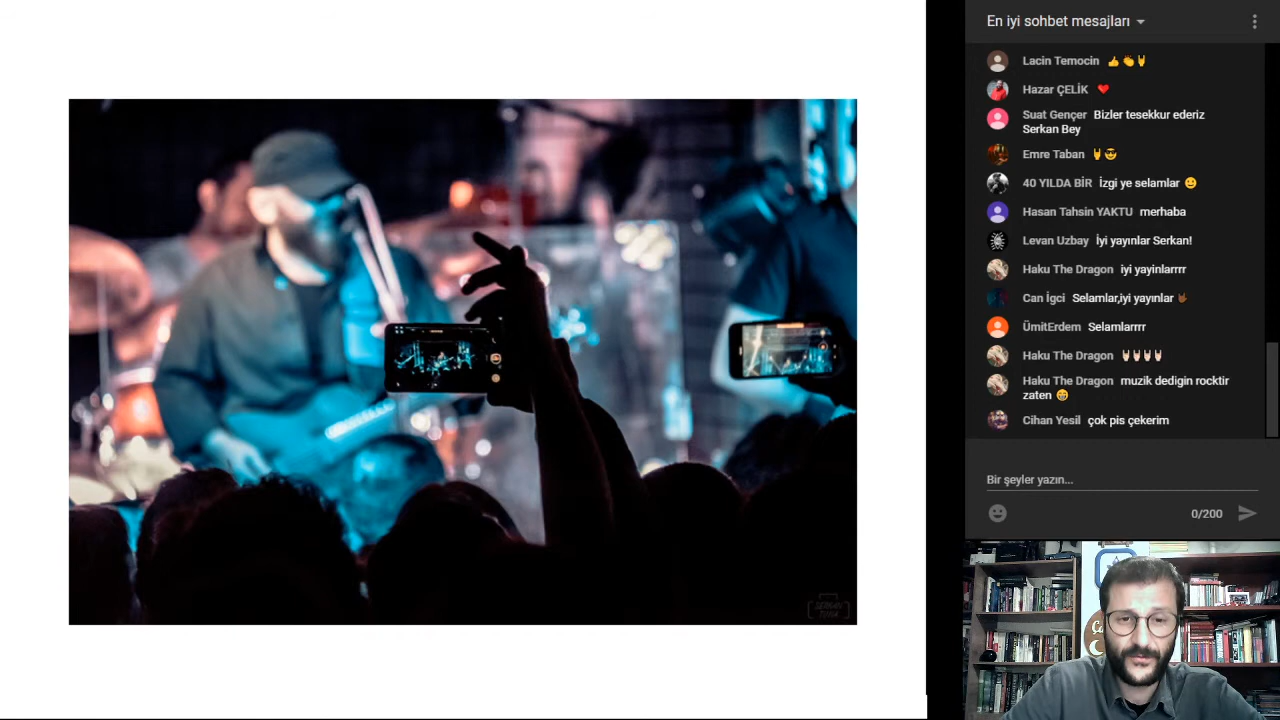 En iyi sohbet mesajları
Lacin Temocin 👍👏🤘
Hazar ÇELİK ❤️
Suat Gençer Bizler tesekkur ederiz
Serkan Bey
Emre Taban 🤘😎
40 YILDA BİR İzgi ye selamlar 🙂
Hasan Tahsin YAKTU merhaba
Levan Uzbay İyi yayınlar Serkan!
Haku The Dragon iyi yayinlarrrr
Can İgci Selamlar,iyi yayınlar 🤘🏾
ÜmitErdem Selamlarrrr
Haku The Dragon 🤘🏻🤘🏻🤘🏻🤘🏻
Haku The Dragon muzik dedigin rocktir
zaten 😁
Cihan Yesil çok pis çekerim
Bir şeyler yazın...
0/200
SERKAN